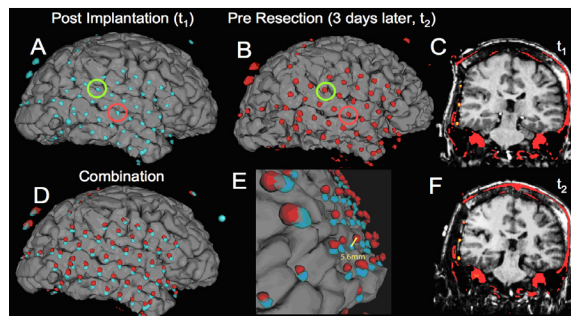 Post Implantation (t₁)
Pre Resection (3 days later, t₂)
A
B
C
t₁
D
Combination
E
5.6mm
F
t₂